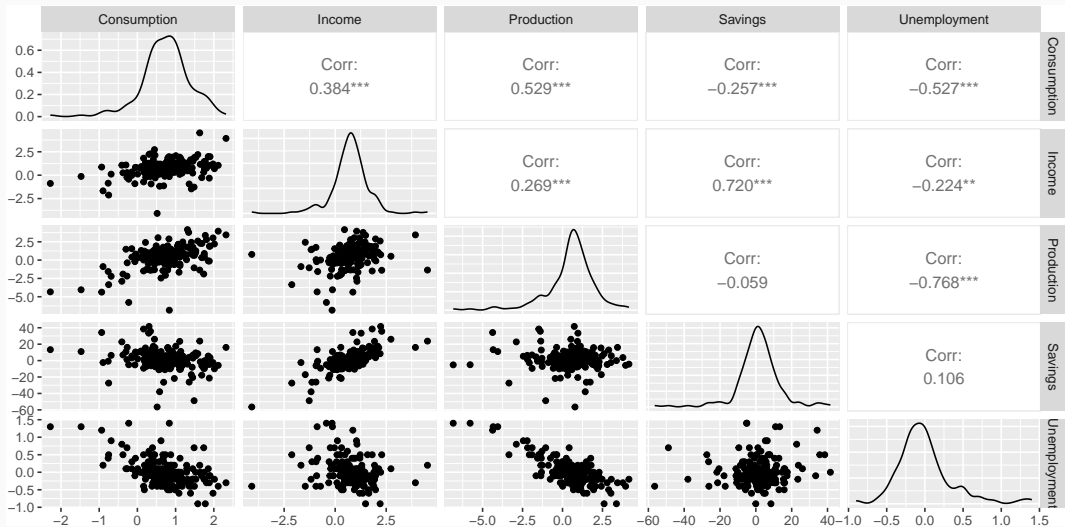 Consumption Income Production Savings Unemployment
0.6
0.4
0.2
0.0
Corr:
0.384***
Corr:
0.529***
Corr:
−0.257***
Corr:
−0.527***
Consumption
2.5
0.0
−2.5
Corr:
0.269***
Corr:
0.720***
Corr:
−0.224**
Income
2.5
0.0
−2.5
−5.0
Corr:
−0.059
Corr:
−0.768***
Production
40
20
0
−20
−40
−60
Corr:
0.106
Savings
1.5
1.0
0.5
0.0
−0.5
−1.0
Unemployment
−2 −1 0 1 2 −2.5 0.0 2.5 −5.0 −2.5 0.0 2.5 −60 −40 −20 0 20 40 −1.0 −0.5 0.0 0.5 1.0 1.5